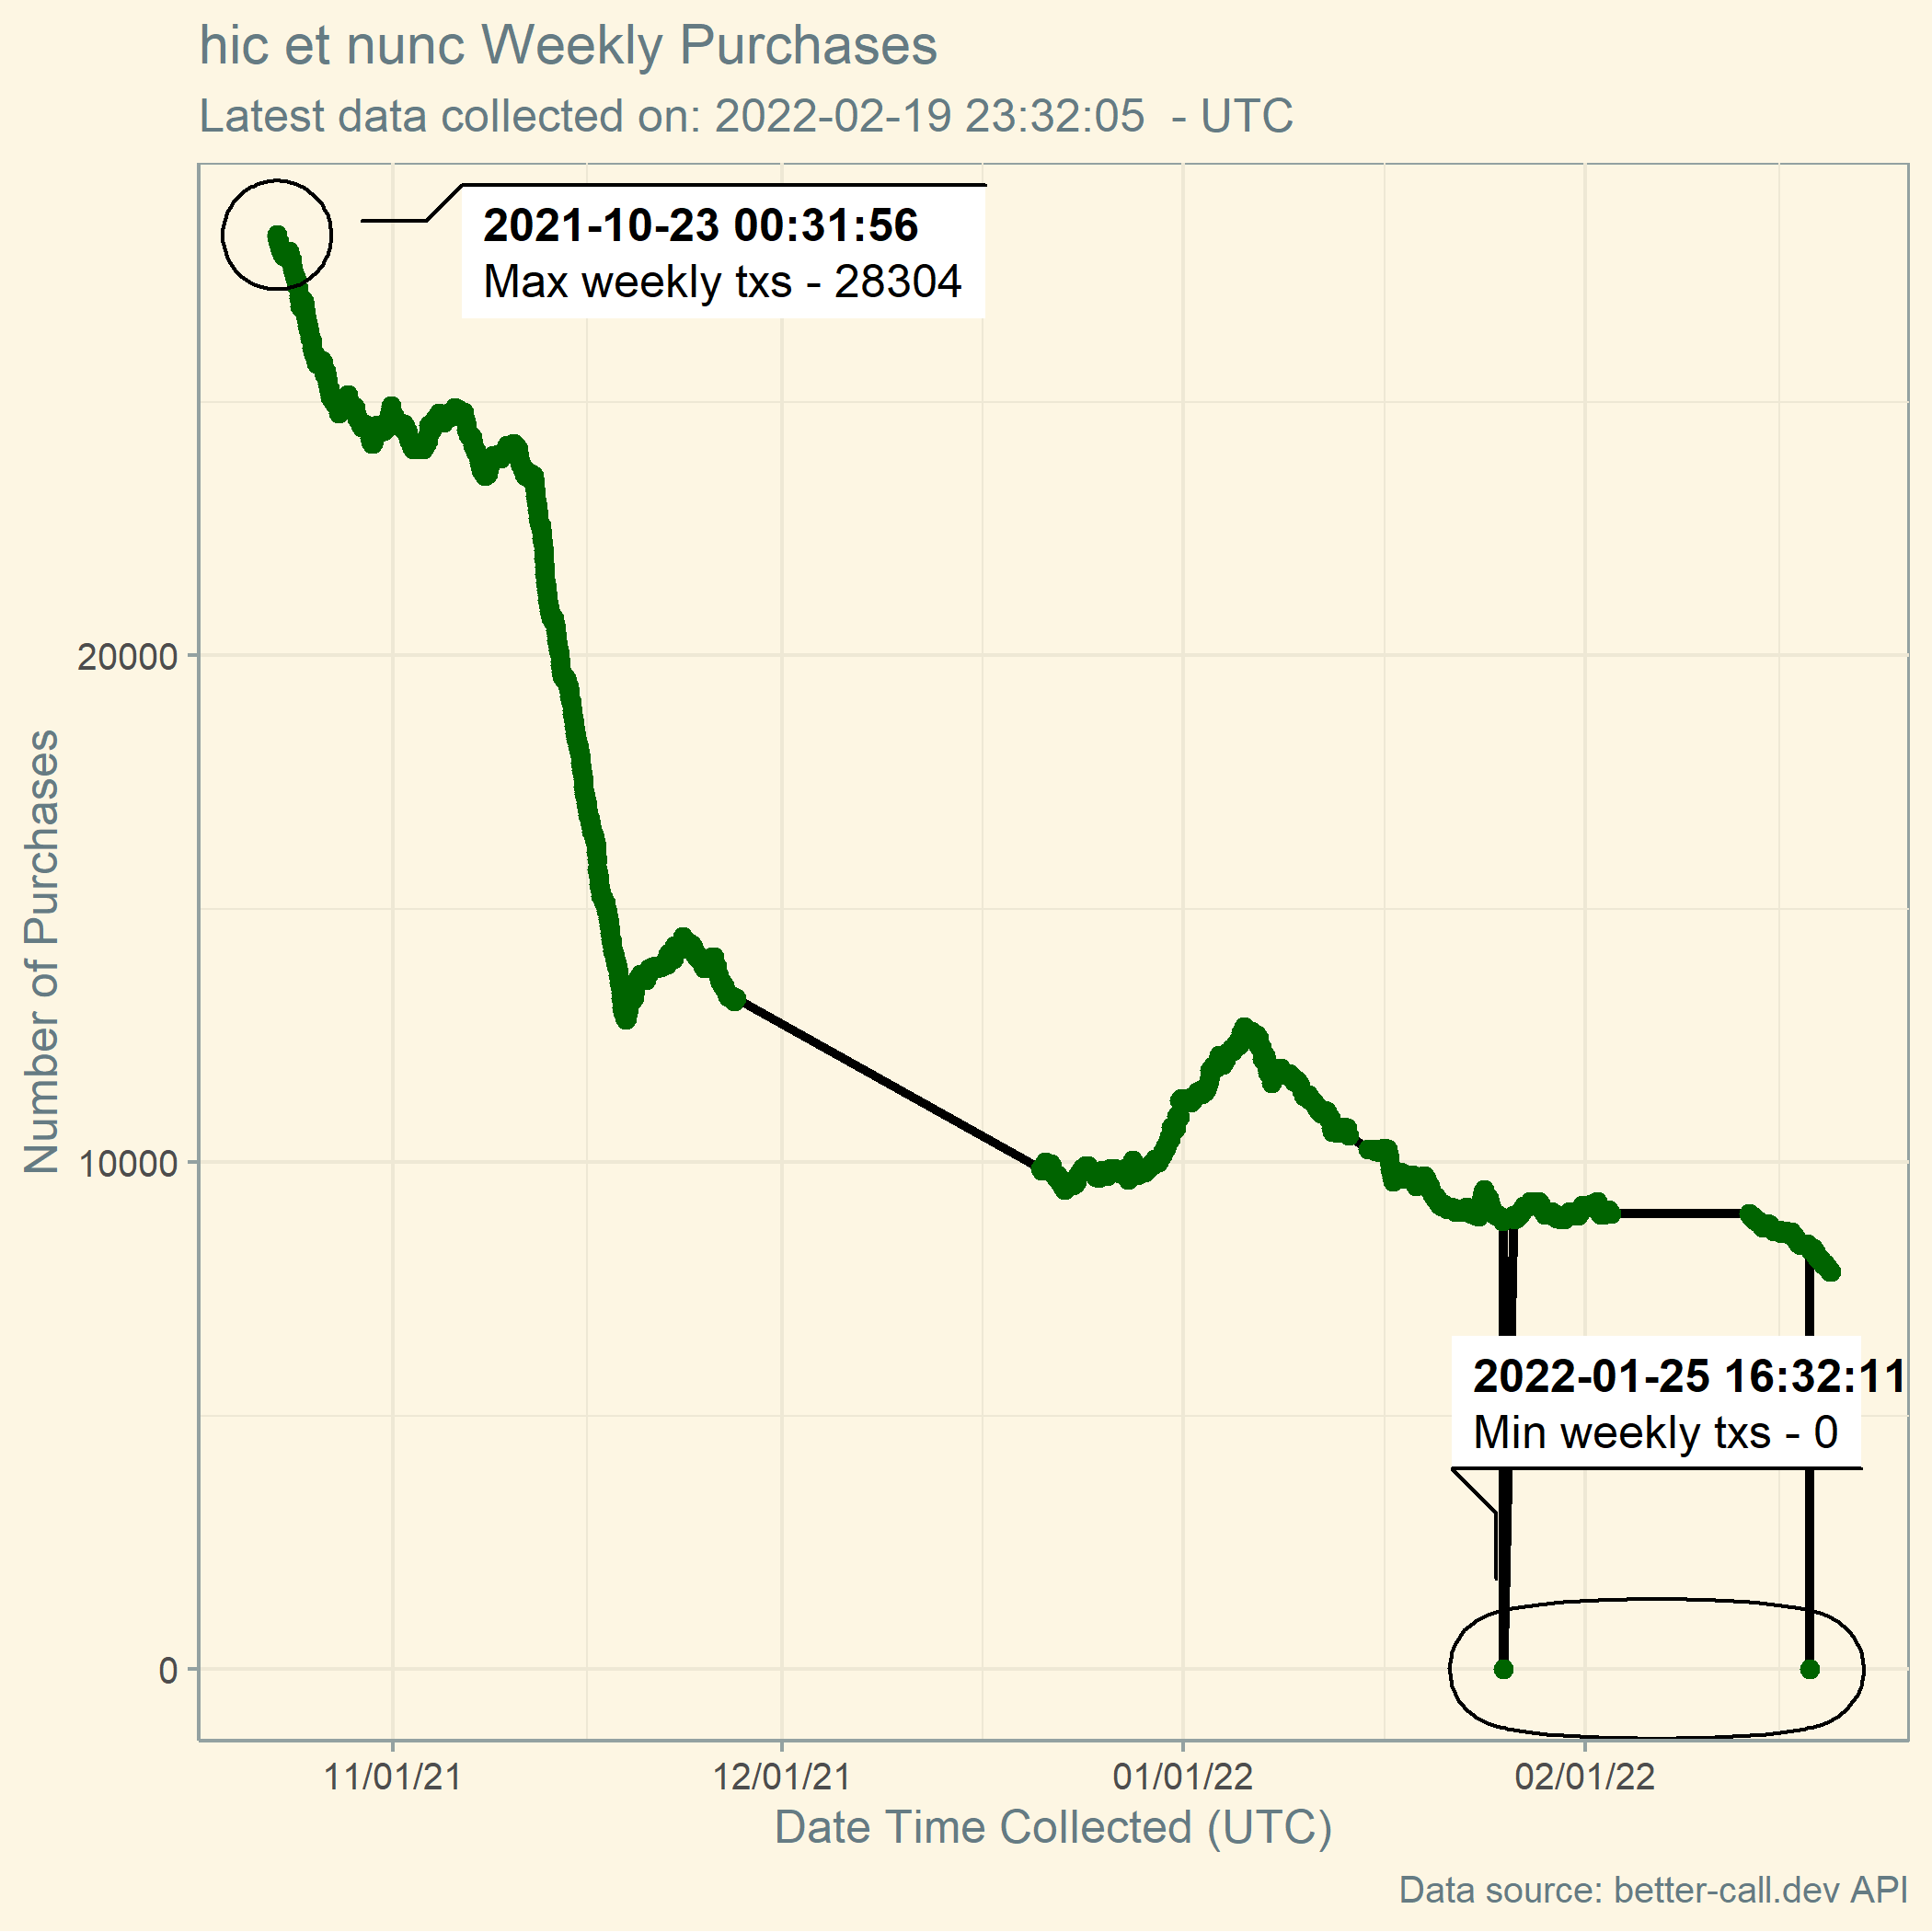 hic et nunc Weekly Purchases
Latest data collected on: 2022-02-19 23:32:05  - UTC
2021-10-23 00:31:56
Max weekly txs - 28304
20000
10000
0
Number of Purchases
2022-01-25 16:32:11
Min weekly txs - 0
11/01/21
12/01/21
01/01/22
02/01/22
Date Time Collected (UTC)
Data source: better-call.dev API